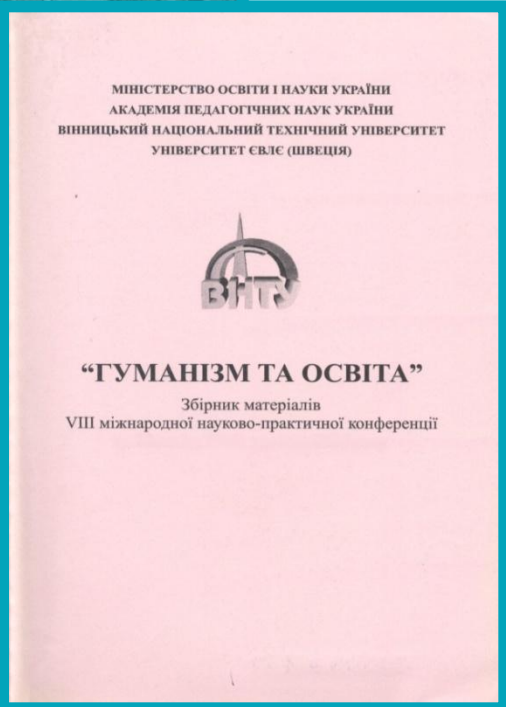 МІНІСТЕРСТВО ОСВІТИ І НАУКИ УКРАЇНИ
АКАДЕМІЯ ПЕДАГОГІЧНИХ НАУК УКРАЇНИ
ВІННИЦЬКИЙ НАЦІОНАЛЬНИЙ ТЕХНІЧНИЙ УНІВЕРСИТЕТ
УНІВЕРСИТЕТ ЄВЛЄ (ШВЕЦІЯ)
ВНТУ
“ГУМАНІЗМ ТА ОСВІТА”
Збірник матеріалів
VIII міжнародної науково-практичної конференції